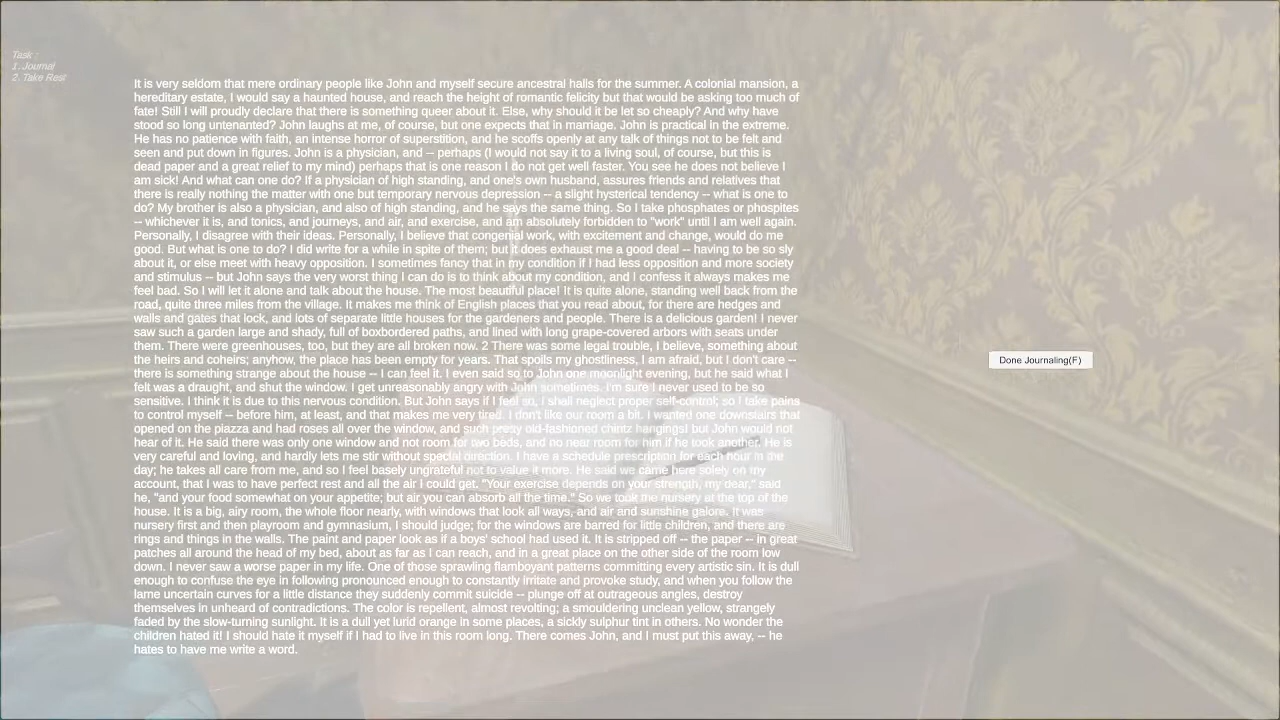 Task :
1. Journal
2. Take Rest
It is very seldom that mere ordinary people like John and myself secure ancestral halls for the summer. A colonial mansion, a
hereditary estate, I would say a haunted house, and reach the height of romantic felicity but that would be asking too much of
fate! Still I will proudly declare that there is something queer about it. Else, why should it be let so cheaply? And why have
stood so long untenanted? John laughs at me, of course, but one expects that in marriage. John is practical in the extreme.
He has no patience with faith, an intense horror of superstition, and he scoffs openly at any talk of things not to be felt and
seen and put down in figures. John is a physician, and -- perhaps (I would not say it to a living soul, of course, but this is
dead paper and a great relief to my mind) perhaps that is one reason I do not get well faster. You see he does not believe I
am sick! And what can one do? If a physician of high standing, and one's own husband, assures friends and relatives that
there is really nothing the matter with one but temporary nervous depression -- a slight hysterical tendency -- what is one to
do? My brother is also a physician, and also of high standing, and he says the same thing. So I take phosphates or phospites
-- whichever it is, and tonics, and journeys, and air, and exercise, and am absolutely forbidden to "work" until I am well again.
Personally, I disagree with their ideas. Personally, I believe that congenial work, with excitement and change, would do me
good. But what is one to do? I did write for a while in spite of them; but it does exhaust me a good deal -- having to be so sly
about it, or else meet with heavy opposition. I sometimes fancy that in my condition if I had less opposition and more society
and stimulus -- but John says the very worst thing I can do is to think about my condition, and I confess it always makes me
feel bad. So I will let it alone and talk about the house. The most beautiful place! It is quite alone, standing well back from the
road, quite three miles from the village. It makes me think of English places that you read about, for there are hedges and
walls and gates that lock, and lots of separate little houses for the gardeners and people. There is a delicious garden! I never
saw such a garden large and shady, full of boxbordered paths, and lined with long grape-covered arbors with seats under
them. There were greenhouses, too, but they are all broken now. 2 There was some legal trouble, I believe, something about
the heirs and coheirs; anyhow, the place has been empty for years. That spoils my ghostliness, I am afraid, but I don't care --
there is something strange about the house -- I can feel it. I even said so to John one moonlight evening, but he said what I
felt was a draught, and shut the window. I get unreasonably angry with John sometimes. I'm sure I never used to be so
sensitive. I think it is due to this nervous condition. But John says if I feel so, I shall neglect proper self-control; so I take pains
to control myself -- before him, at least, and that makes me very tired. I don't like our room a bit. I wanted one downstairs that
opened on the piazza and had roses all over the window, and such pretty old-fashioned chintz hangings! but John would not
hear of it. He said there was only one window and not room for two beds, and no near room for him if he took another. He is
very careful and loving, and hardly lets me stir without special direction. I have a schedule prescription for each hour in the
day; he takes all care from me, and so I feel basely ungrateful not to value it more. He said we came here solely on my
account, that I was to have perfect rest and all the air I could get. "Your exercise depends on your strength, my dear," said
he, "and your food somewhat on your appetite; but air you can absorb all the time." So we took the nursery at the top of the
house. It is a big, airy room, the whole floor nearly, with windows that look all ways, and air and sunshine galore. It was
nursery first and then playroom and gymnasium, I should judge; for the windows are barred for little children, and there are
rings and things in the walls. The paint and paper look as if a boys' school had used it. It is stripped off -- the paper -- in great
patches all around the head of my bed, about as far as I can reach, and in a great place on the other side of the room low
down. I never saw a worse paper in my life. One of those sprawling flamboyant patterns committing every artistic sin. It is dull
enough to confuse the eye in following pronounced enough to constantly irritate and provoke study, and when you follow the
lame uncertain curves for a little distance they suddenly commit suicide -- plunge off at outrageous angles, destroy
themselves in unheard of contradictions. The color is repellent, almost revolting; a smouldering unclean yellow, strangely
faded by the slow-turning sunlight. It is a dull yet lurid orange in some places, a sickly sulphur tint in others. No wonder the
children hated it! I should hate it myself if I had to live in this room long. There comes John, and I must put this away, -- he
hates to have me write a word.
Done Journaling(F)